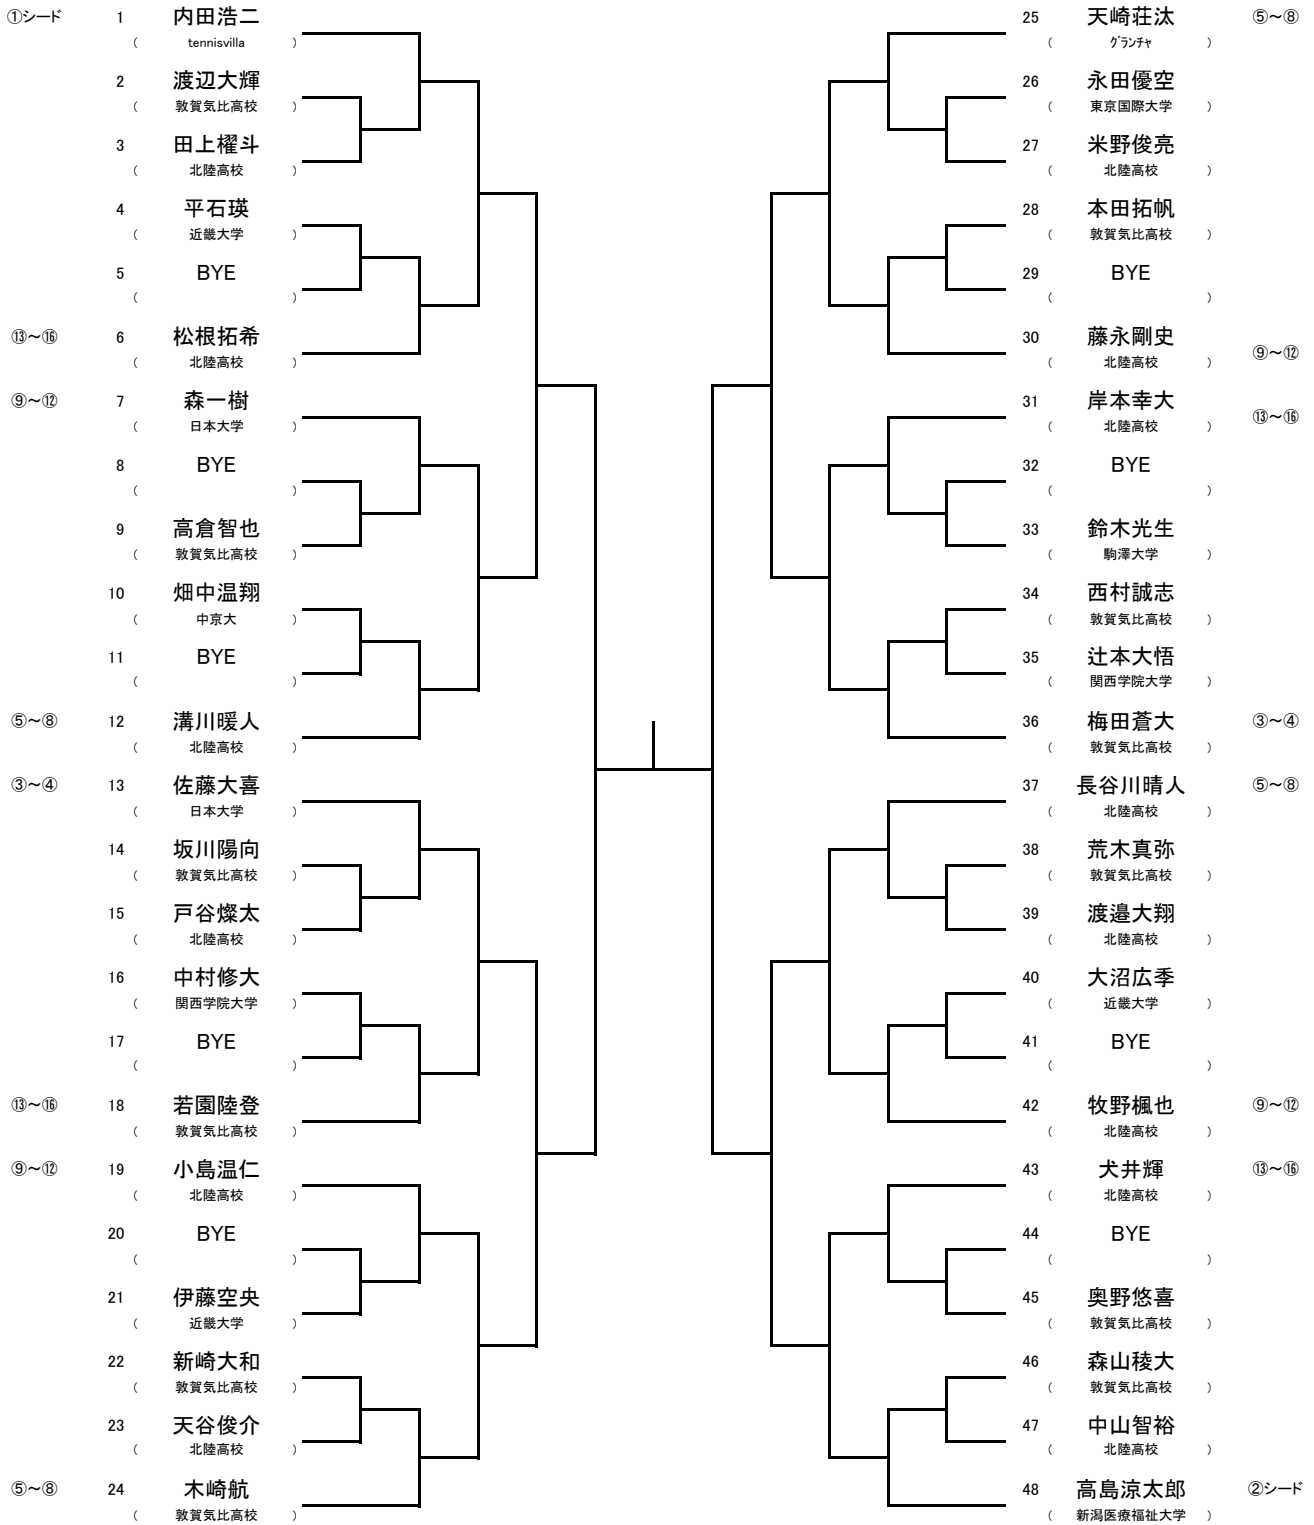 ①シード 1 内田浩二
( tennisvilla )
2 渡辺大輝
( 敦賀気比高校 )
3 田上櫂斗
( 北陸高校 )
4 平石瑛
( 近畿大学 )
5 BYE
( )
⑬～⑯ 6 松根拓希
( 北陸高校 )
⑨～⑫ 7 森一樹
( 日本大学 )
8 BYE
( )
9 高倉智也
( 敦賀気比高校 )
10 畑中温翔
( 中京大 )
11 BYE
( )
⑤～⑧ 12 溝川暖人
( 北陸高校 )
③～④ 13 佐藤大喜
( 日本大学 )
14 坂川陽向
( 敦賀気比高校 )
15 戸谷燦太
( 北陸高校 )
16 中村修大
( 関西学院大学 )
17 BYE
( )
⑬～⑯ 18 若園陸登
( 敦賀気比高校 )
⑨～⑫ 19 小島温仁
( 北陸高校 )
20 BYE
( )
21 伊藤空央
( 近畿大学 )
22 新崎大和
( 敦賀気比高校 )
23 天谷俊介
( 北陸高校 )
⑤～⑧ 24 木崎航
( 敦賀気比高校 )
25 天崎荘汰 ⑤～⑧
( グランチャ )
26 永田優空
( 東京国際大学 )
27 米野俊亮
( 北陸高校 )
28 本田拓帆
( 敦賀気比高校 )
29 BYE
( )
30 藤永剛史
( 北陸高校 ) ⑨～⑫
31 岸本幸大
( 北陸高校 ) ⑬～⑯
32 BYE
( )
33 鈴木光生
( 駒澤大学 )
34 西村誠志
( 敦賀気比高校 )
35 辻本大悟
( 関西学院大学 )
36 梅田蒼大 ③～④
( 敦賀気比高校 )
37 長谷川晴人 ⑤～⑧
( 北陸高校 )
38 荒木真弥
( 敦賀気比高校 )
39 渡邉大翔
( 北陸高校 )
40 大沼広季
( 近畿大学 )
41 BYE
( )
42 牧野楓也 ⑨～⑫
( 北陸高校 )
43 犬井輝 ⑬～⑯
( 北陸高校 )
44 BYE
( )
45 奥野悠喜
( 敦賀気比高校 )
46 森山稜大
( 敦賀気比高校 )
47 中山智裕
( 北陸高校 )
48 高島涼太郎 ②シード
( 新潟医療福祉大学 )